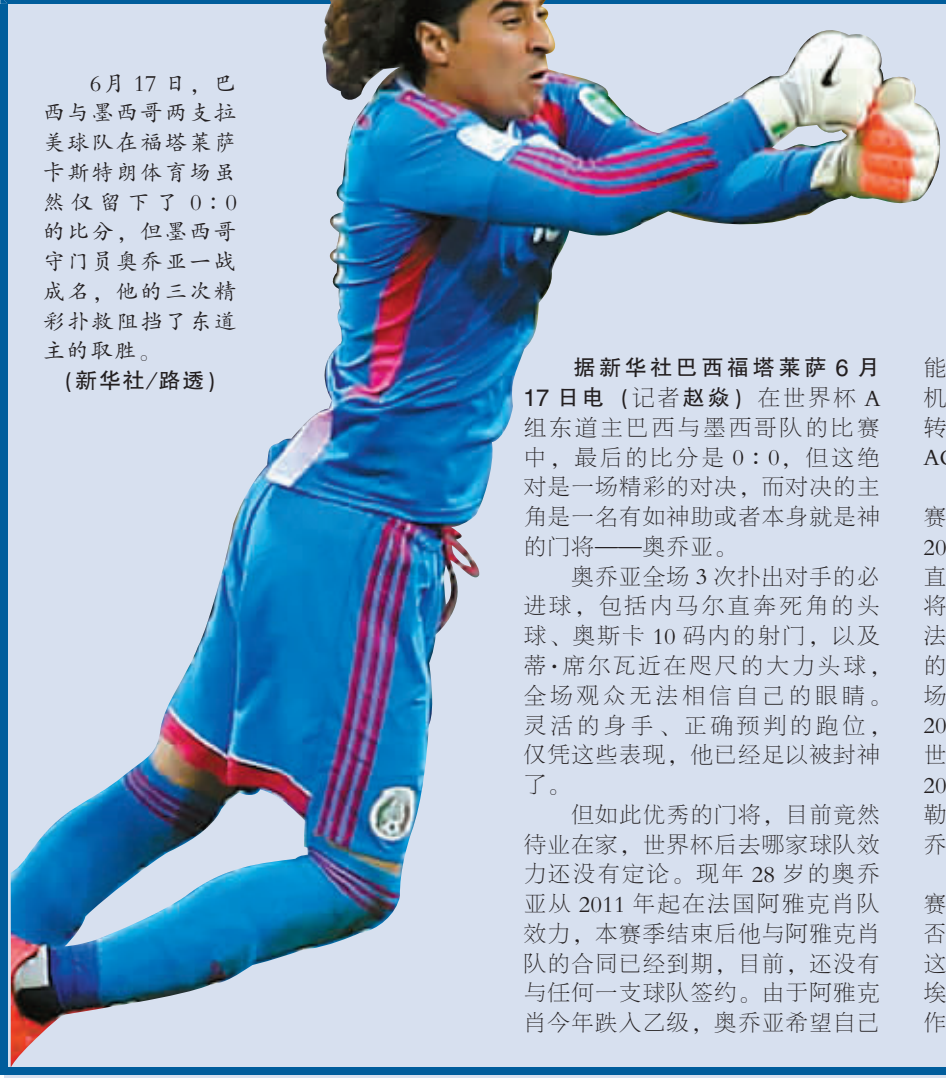 6月 17 日，巴
西与墨西哥两支拉
美球队在福塔莱萨
卡斯特朗体育场虽
然仅留下了 0∶0
的比分，但墨西哥
守门员奥乔亚一战
成名，他的三次精
彩扑救阻挡了东道
主的取胜。
(新华社/路透)
据新华社巴西福塔莱萨 6 月
17 日电（记者赵焱）在世界杯 A
组东道主巴西与墨西哥队的比赛
中，最后的比分是 0∶0，但这绝
对是一场精彩的对决，而对决的主
角是一名有如神助或者本身就是神
的门将——奥乔亚。
奥乔亚全场 3 次扑出对手的必
进球，包括内马尔直奔死角的头
球、奥斯卡 10 码内的射门，以及
蒂·席尔瓦近在咫尺的大力头球，
全场观众无法相信自己的眼睛。
灵活的身手、正确预判的跑位，
仅凭这些表现，他已经足以被封神
了。
但如此优秀的门将，目前竟然
待业在家，世界杯后去哪家球队效
力还没有定论。现年 28 岁的奥乔
亚从 2011 年起在法国阿雅克肖队
效力，本赛季结束后他与阿雅克肖
队的合同已经到期，目前，还没有
与任何一支球队签约。由于阿雅克
肖今年跌入乙级，奥乔亚希望自己
能
机
转
AC
赛
20
直
将
法
的
场
20
世
20
勒
乔
赛
否
这
埃
作